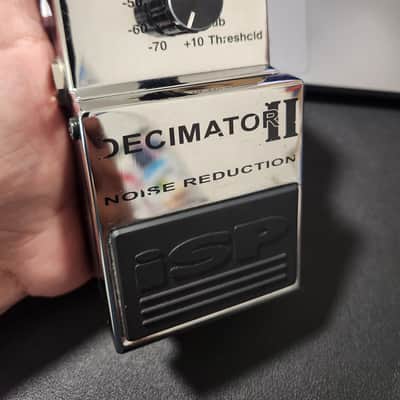 -50
-60
-70 +10 Threshold
DECIMATOR II
NOISE REDUCTION
iSP